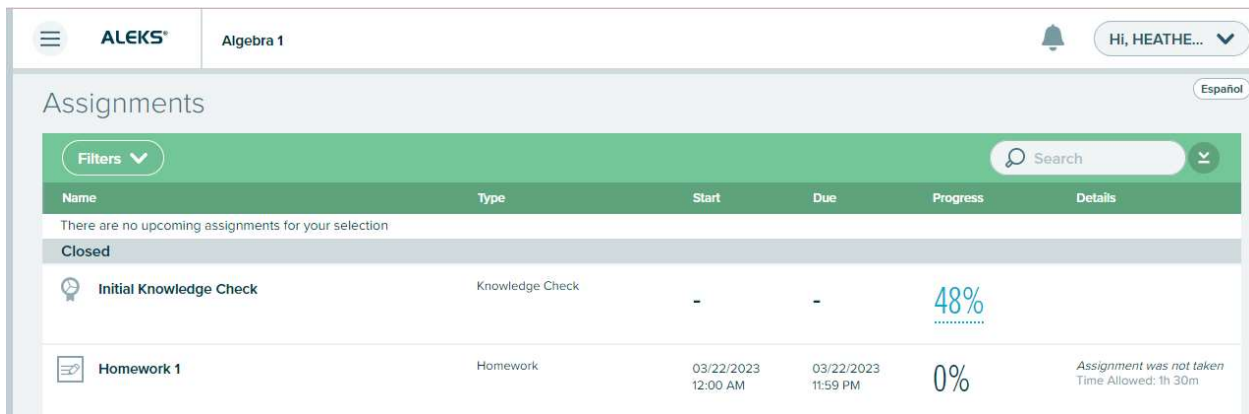 ALEKS®
Algebra 1
Hi, HEATHE...
Español
Assignments
Filters
Search
Name Type Start Due Progress Details
There are no upcoming assignments for your selection
Closed
Initial Knowledge Check Knowledge Check - - 48%
Homework 1 Homework 03/22/2023 12:00 AM 03/22/2023 11:59 PM 0% Assignment was not taken
Time Allowed: 1h 30m